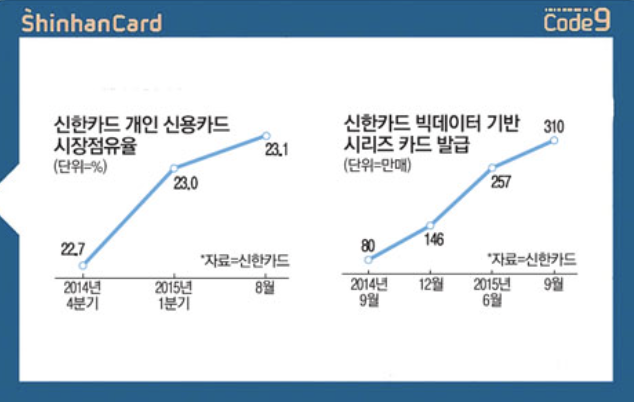 ShinhanCard
Code9
신한카드 개인 신용카드
시장점유율
(단위=%)
22.7
23.0
23.1
*자료=신한카드
2014년 2015년 8월
4분기 1분기
신한카드 빅데이터 기반
시리즈 카드 발급
(단위=만매)
80
146
257
310
*자료=신한카드
2014년 12월 2015년 9월
9월 6월